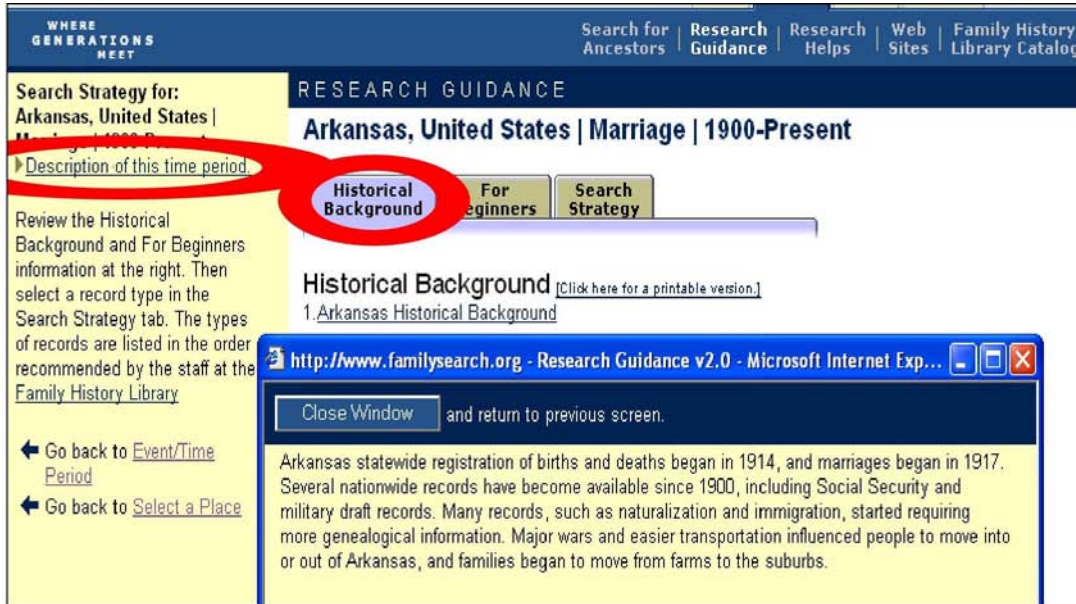 WHERE
GENERATIONS
MEET
Search for Ancestors | Research Guidance | Research Helps | Web Sites | Family History Library Catalog
Search Strategy for:
Arkansas, United States |
Marriage | 1900-Present
Description of this time period.
Review the Historical
Background and For Beginners
information at the right. Then
select a record type in the
Search Strategy tab. The types
of records are listed in the order
recommended by the staff at the
Family History Library
Go back to Event/Time
Period
Go back to Select a Place
RESEARCH GUIDANCE
Arkansas, United States | Marriage | 1900-Present
Historical
Background
For
eginners
Search
Strategy
Historical Background [Click here for a printable version.]
1.Arkansas Historical Background
http://www.familysearch.org - Research Guidance v2.0 - Microsoft Internet Exp...
Close Window and return to previous screen.
Arkansas statewide registration of births and deaths began in 1914, and marriages began in 1917.
Several nationwide records have become available since 1900, including Social Security and
military draft records. Many records, such as naturalization and immigration, started requiring
more genealogical information. Major wars and easier transportation influenced people to move into
or out of Arkansas, and families began to move from farms to the suburbs.